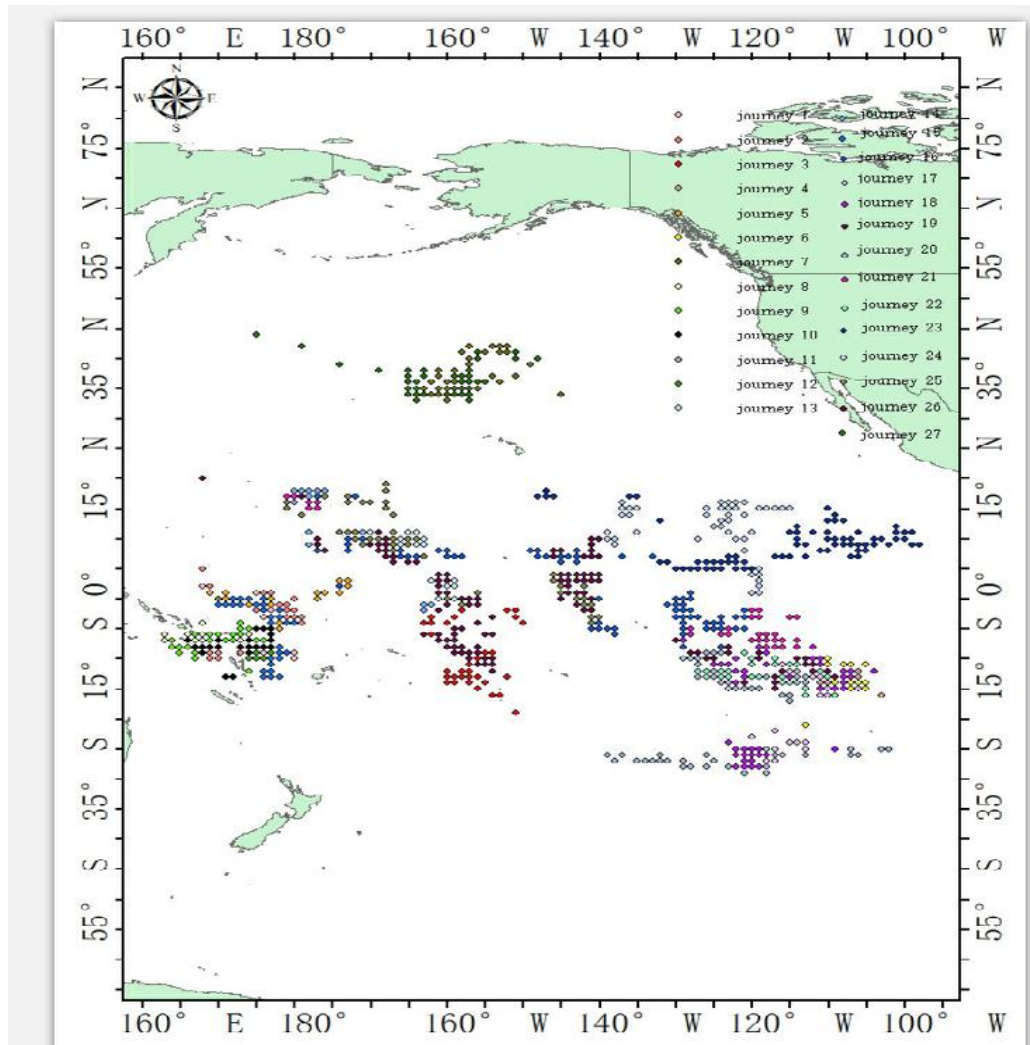 160° E 180° 160° W 140° W 120° W 100° W
N
W E
S
N
75°
N
55°
N
35°
N
15°
0°
S
15°
S
35°
S
55°
N
75°
N
55°
N
35°
N
15°
0°
S
15°
S
35°
S
55°
journey 1
journey 2
journey 3
journey 4
journey 5
journey 6
journey 7
journey 8
journey 9
journey 10
journey 11
journey 12
journey 13
journey 14
journey 15
journey 16
journey 17
journey 18
journey 19
journey 20
journey 21
journey 22
journey 23
journey 24
journey 25
journey 26
journey 27
160° E 180° 160° W 140° W 120° W 100° W